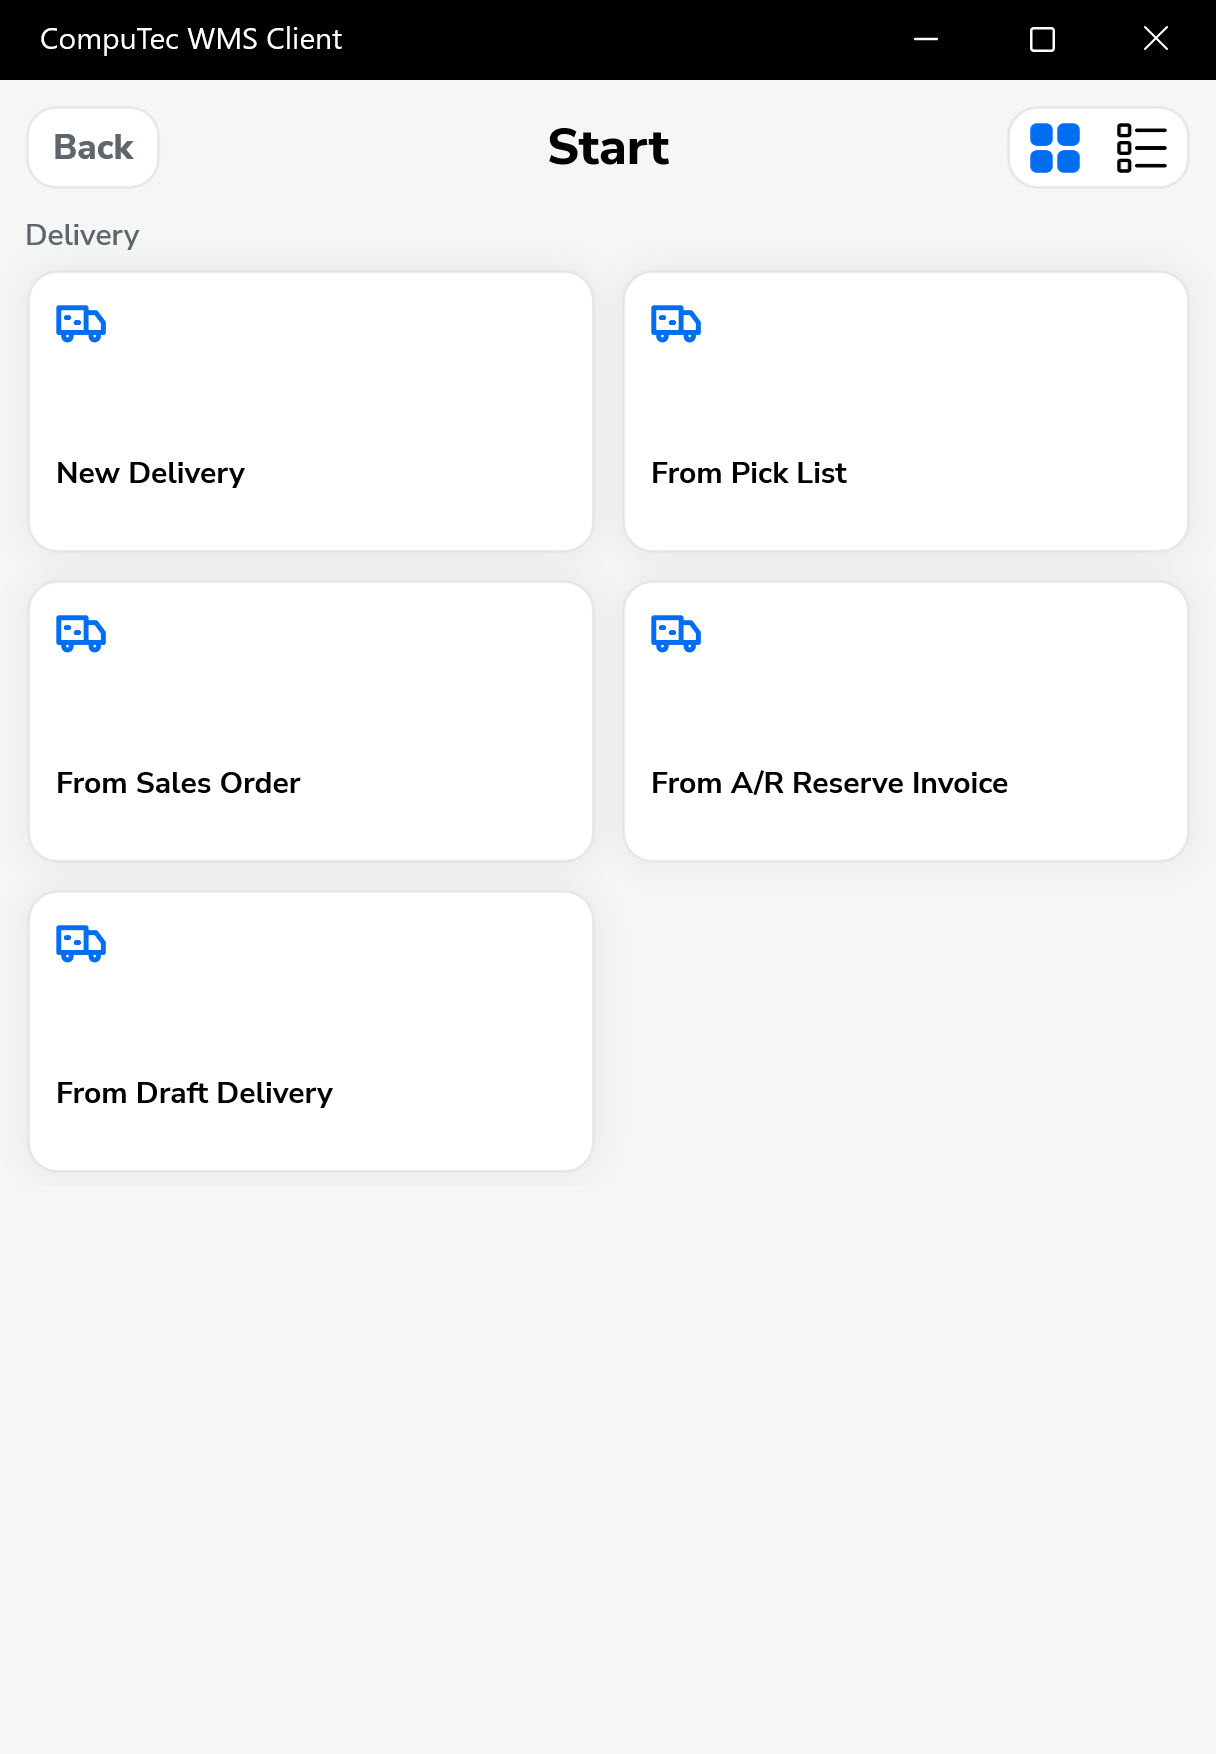 CompuTec WMS Client
Back
Start
Delivery
New Delivery
From Pick List
From Sales Order
From A/R Reserve Invoice
From Draft Delivery